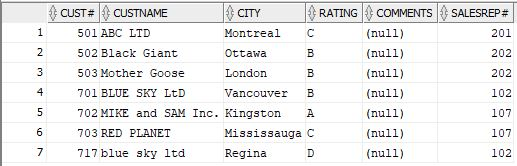 CUST# CUSTNAME CITY RATING COMMENTS SALESREP#
1 501 ABC LTD Montreal C (null) 201
2 502 Black Giant Ottawa B (null) 202
3 503 Mother Goose London B (null) 202
4 701 BLUE SKY LtD Vancouver B (null) 102
5 702 MIKE and SAM Inc. Kingston A (null) 107
6 703 RED PLANET Mississauga C (null) 107
7 717 blue sky ltd Regina D (null) 102